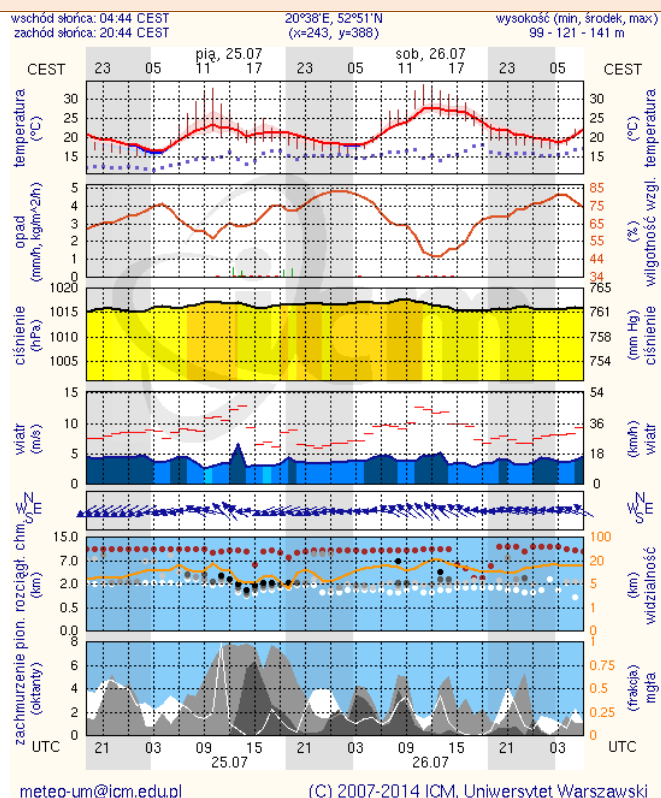 wschód słońca: 04:44 CEST 20°38'E, 52°51'N wysokość (min, środek, max)
zachód słońca: 20:44 CEST (x=243, y=388) 99 - 121 - 141 m
pią, 25.07 sob, 26.07
CEST 23 05 11 17 23 05 11 17 23 05 CEST
temperatura (°C) 30 25 20 15 30 25 20 15 (°C) temperatura
opad (mm/h, kg/m^2/h) 5 4 3 2 1 0 85 75 65 55 44 34 (%) wilgotność wzgl.
ciśnienie (hPa) 1020 1015 1010 1005 765 761 758 754 (mm Hg) ciśnienie
wiatr (m/s) 15 10 5 0 54 36 18 0 (km/h) wiatr
N W E S N W E S
pion. rozciągł. chm. (km) 15.0 7.0 2.0 0.5 0.0 100 20 5 1 0 (km) widzialność
zachmurzenie (oktanty) 8 6 4 2 0 1 0.75 0.5 0.25 0 (frakcja) mgła
UTC 21 03 09 15 21 03 09 15 21 03 UTC
25.07 26.07
meteo-um@icm.edu.pl (C) 2007-2014 ICM, Uniwersytet Warszawski
icm